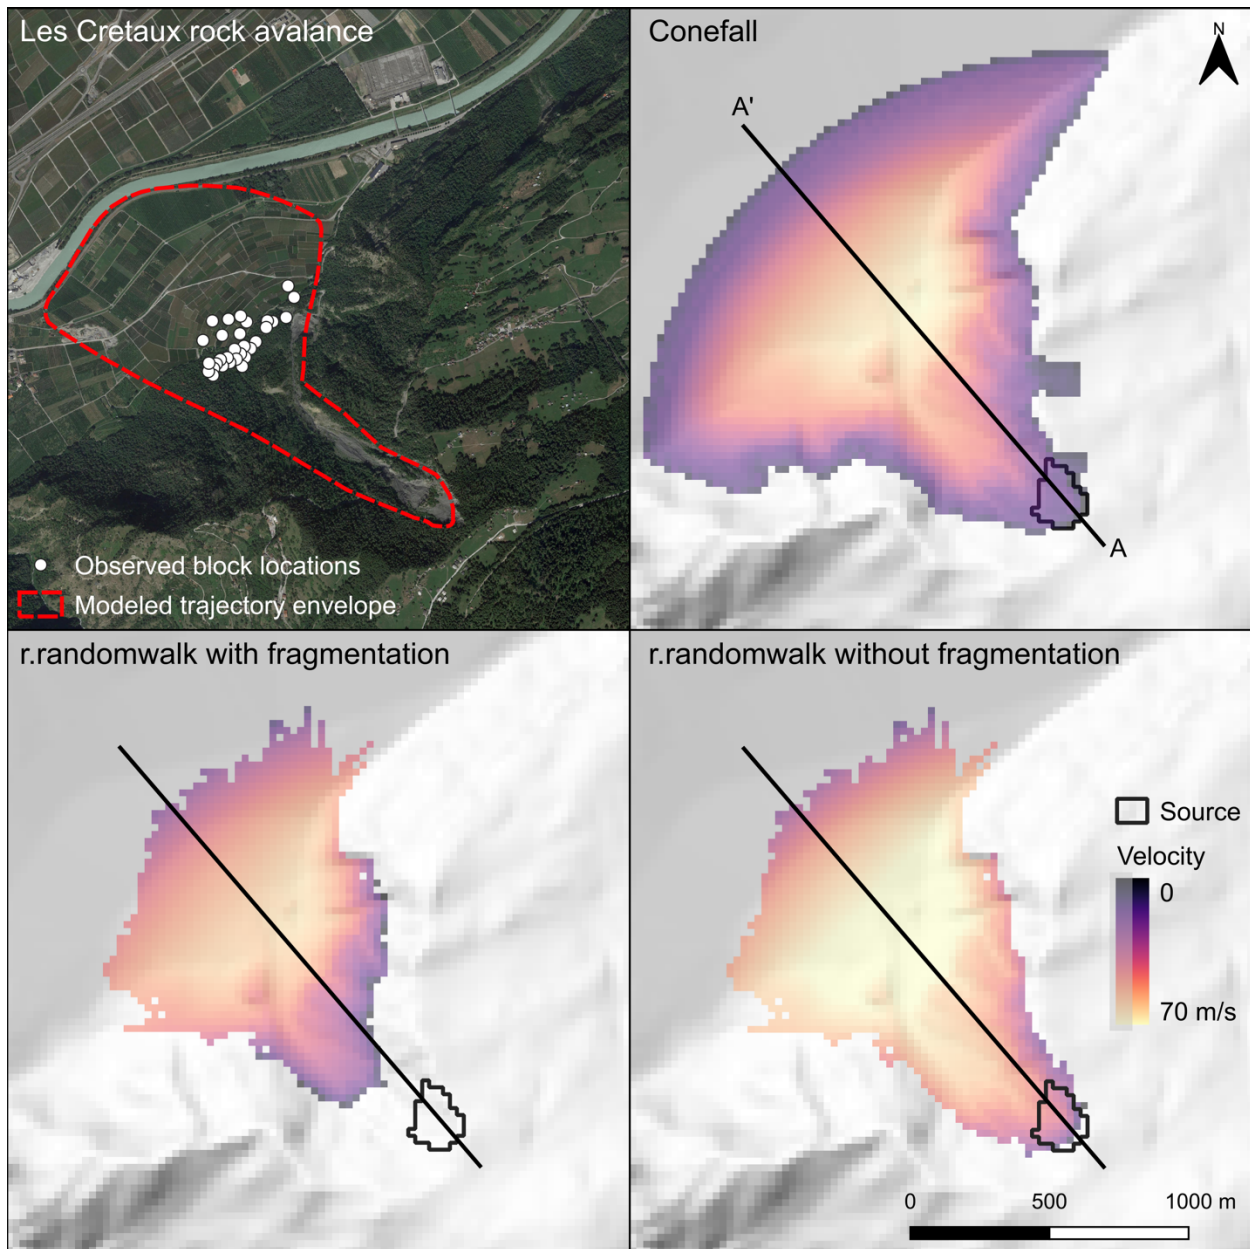 Les Cretaux rock avalance
Observed block locations
Modeled trajectory envelope
Conefall
N
A'
A
r.randomwalk with fragmentation
r.randomwalk without fragmentation
Source
Velocity
0
70 m/s
0 500 1000 m